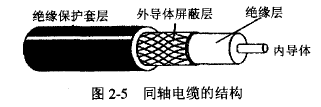 绝缘保护套层
外导体屏蔽层
绝缘层
内导体
图 2-5 同轴电缆的结构